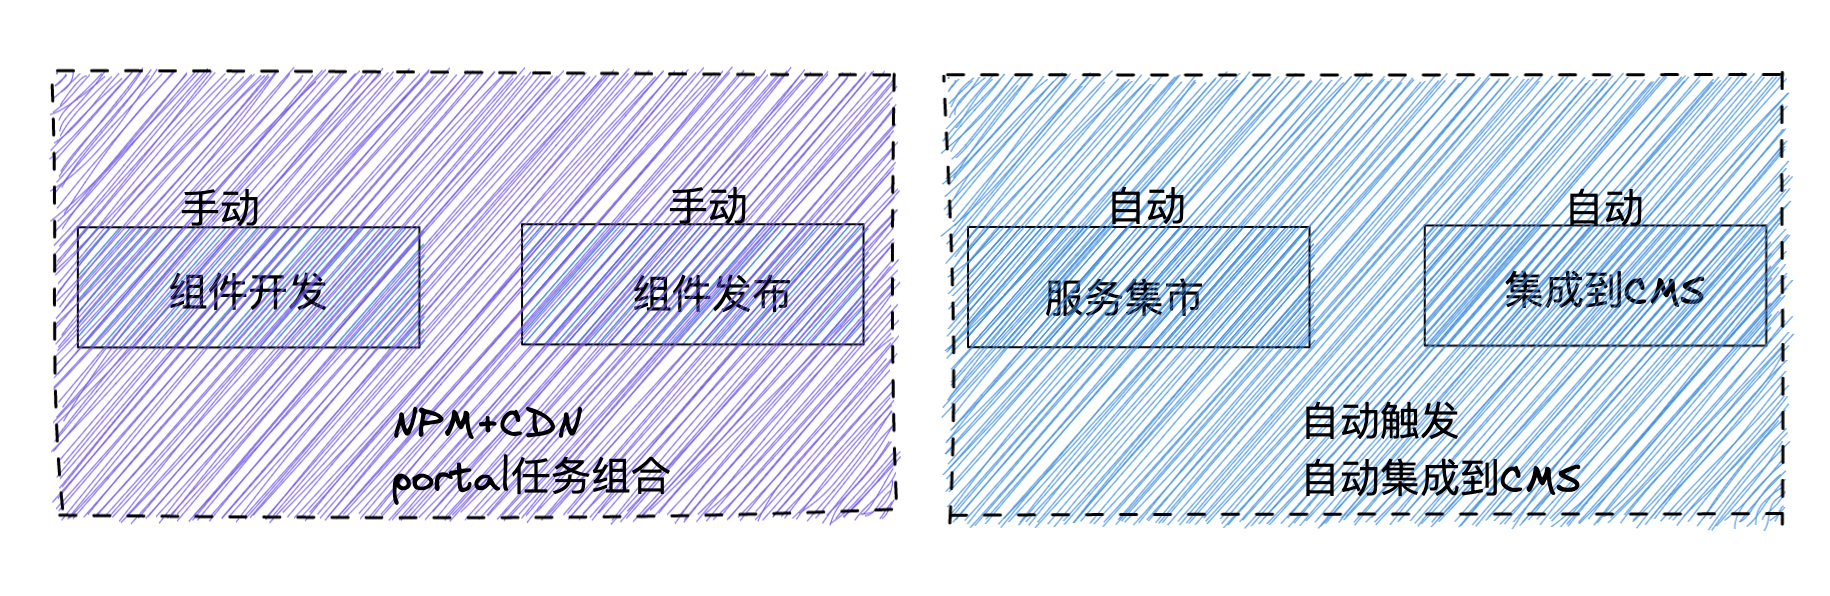 手动
组件开发
手动
组件发布
NPM+CDN
portal任务组合
自动
服务集市
自动
集成到CMS
自动触发
自动集成到CMS